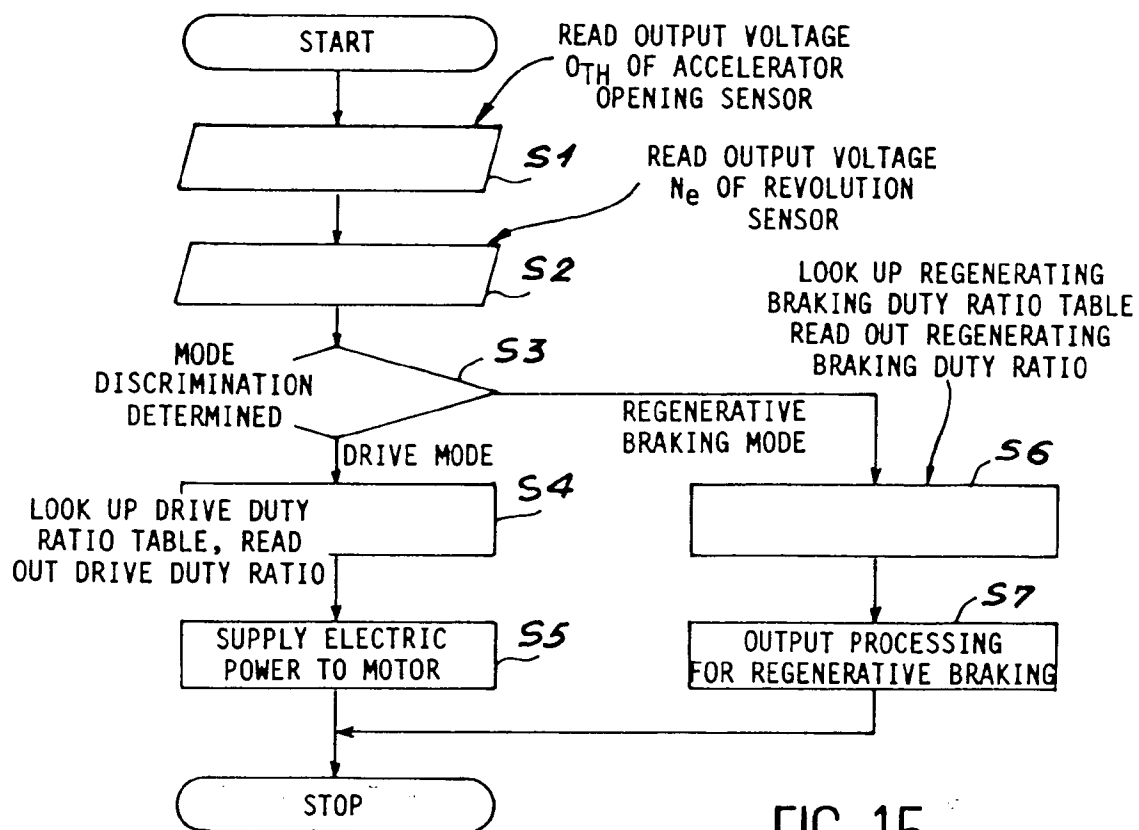 START
READ OUTPUT VOLTAGE
OTH OF ACCELERATOR
OPENING SENSOR
S1
READ OUTPUT VOLTAGE
Ne OF REVOLUTION
SENSOR
S2
LOOK UP REGENERATING
BRAKING DUTY RATIO TABLE
READ OUT REGENERATING
BRAKING DUTY RATIO
MODE
DISCRIMINATION
DETERMINED
S3
REGENERATIVE
BRAKING MODE
DRIVE MODE
S4
S6
LOOK UP DRIVE DUTY
RATIO TABLE, READ
OUT DRIVE DUTY RATIO
SUPPLY ELECTRIC
POWER TO MOTOR
S5
S7
OUTPUT PROCESSING
FOR REGENERATIVE BRAKING
STOP
FIG. 15